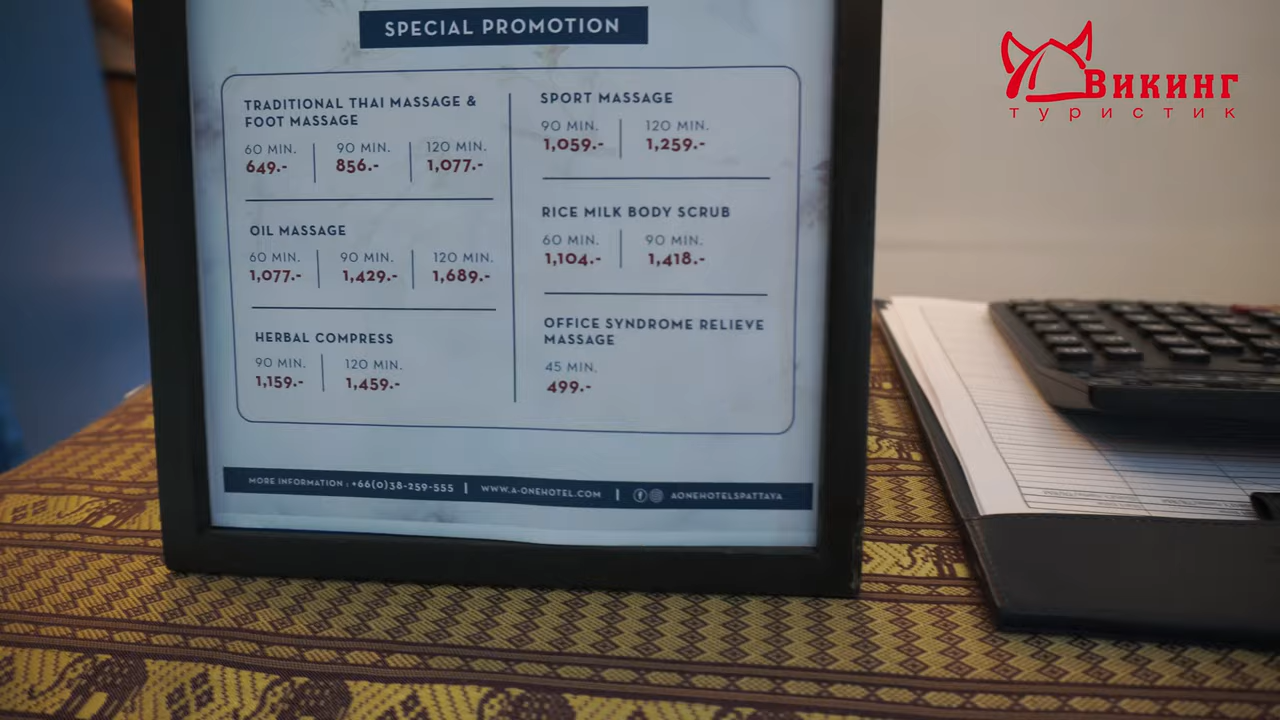 SPECIAL PROMOTION
TRADITIONAL THAI MASSAGE &
FOOT MASSAGE
60 MIN. 90 MIN. 120 MIN.
649.- 856.- 1,077.-
OIL MASSAGE
60 MIN. 90 MIN. 120 MIN.
1,077.- 1,429.- 1,689.-
HERBAL COMPRESS
90 MIN. 120 MIN.
1,159.- 1,459.-
SPORT MASSAGE
90 MIN. 120 MIN.
1,059.- 1,259.-
RICE MILK BODY SCRUB
60 MIN. 90 MIN.
1,104.- 1,418.-
OFFICE SYNDROME RELIEVE
MASSAGE
45 MIN.
499.-
MORE INFORMATION : +66(0)38-259-555 | WWW.A-ONEHOTEL.COM | AONEHOTELSPATTAYA
Викинг
туристик